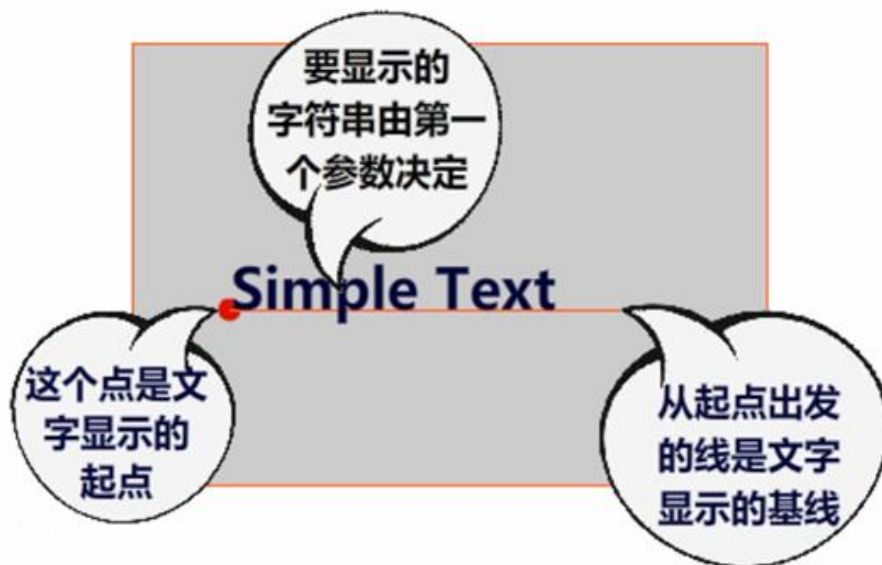 要显示的
字符串由第一
个参数决定
Simple Text
这个点是文
字显示的
起点
从起点出发
的线是文字
显示的基线